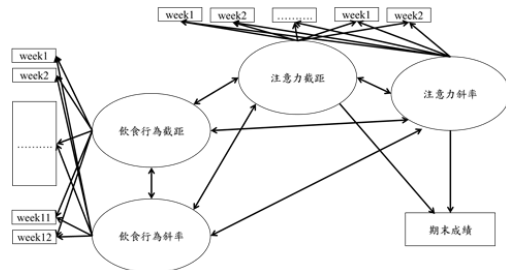 week1
week2
..........
week1
week2
week1
week2
..........
week11
week12
注意力截距
注意力斜率
飲食行為截距
飲食行為斜率
期末成績